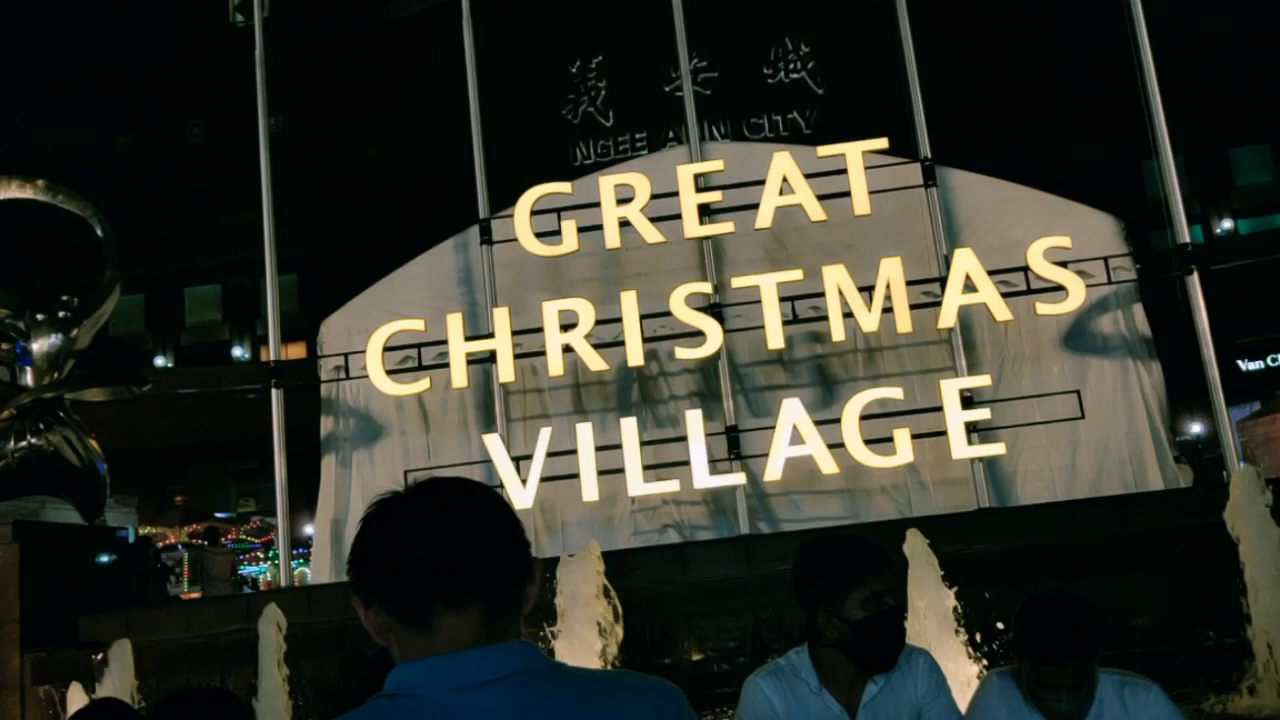 義安城
NGEE ANN CITY
GREAT
CHRISTMAS
VILLAGE